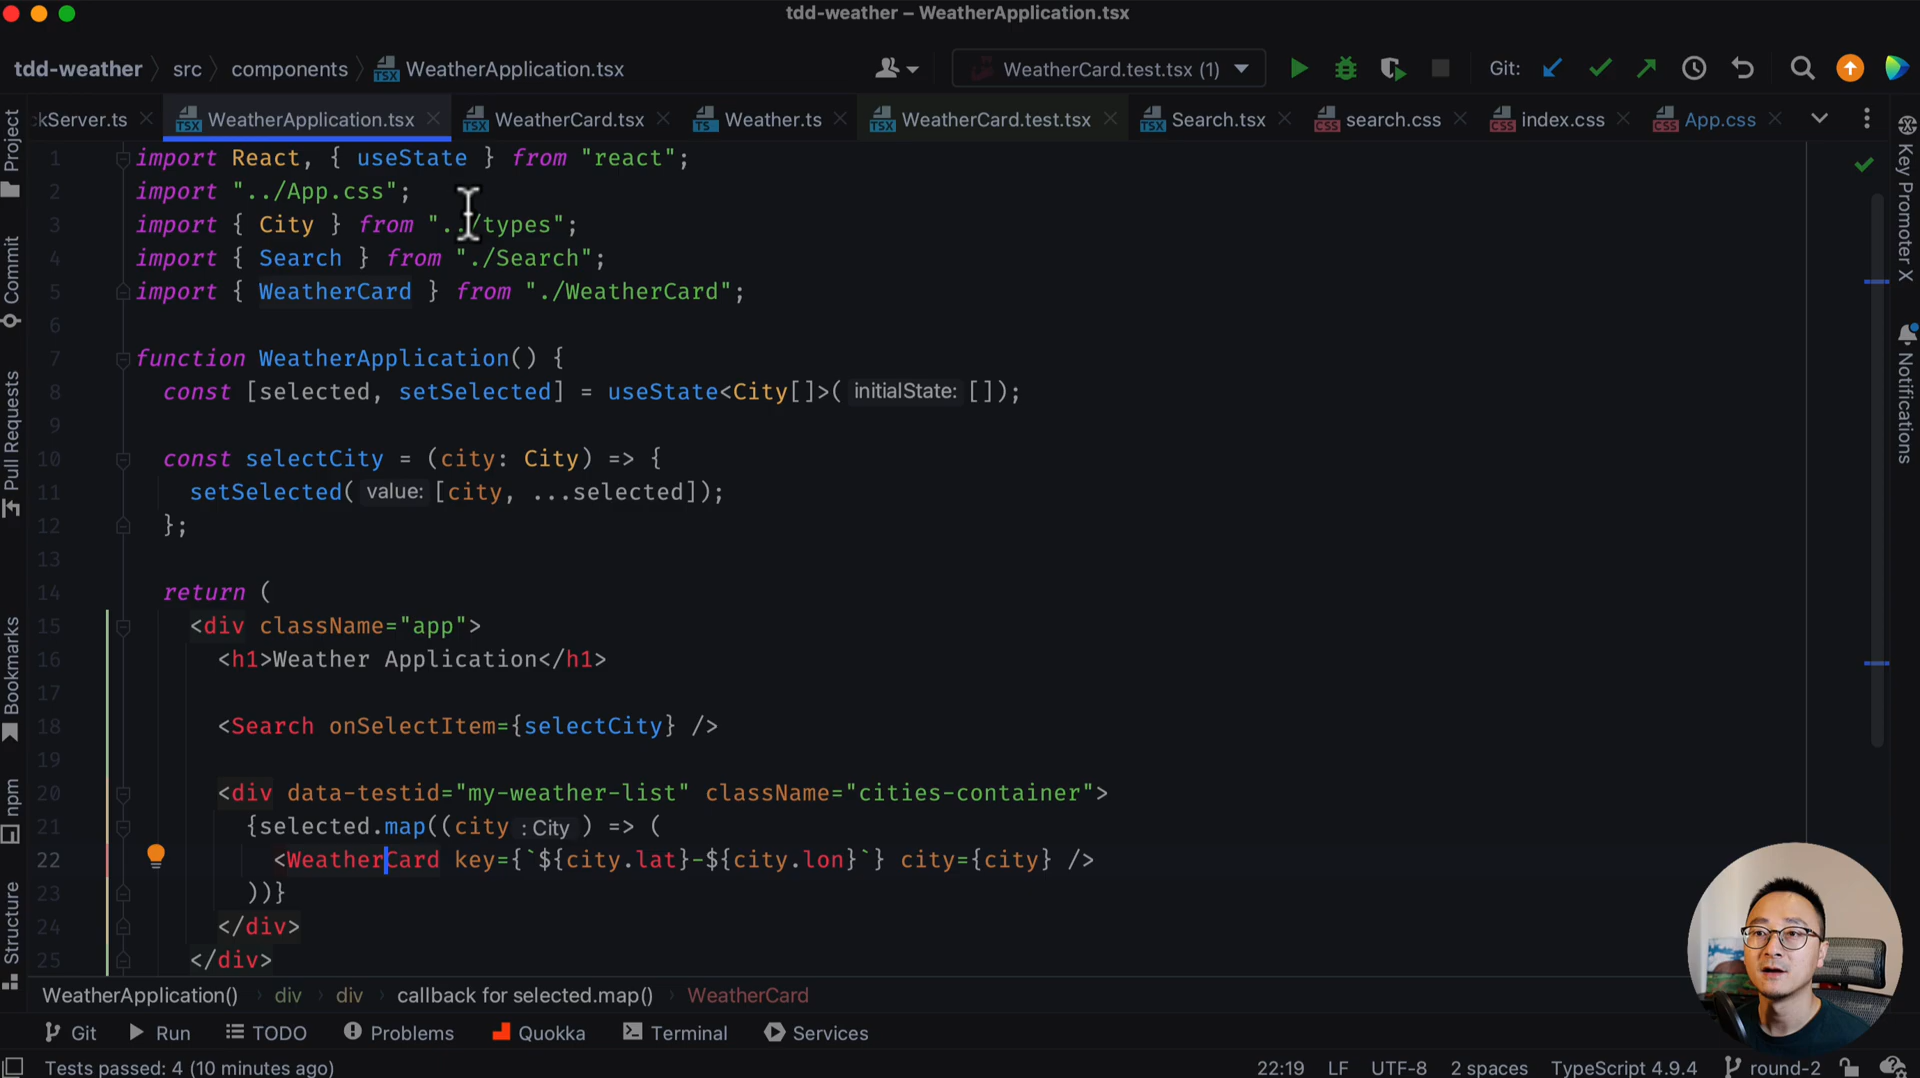 tdd-weather – WeatherApplication.tsx
tdd-weather src components WeatherApplication.tsx WeatherCard.test.tsx (1) Git:
ckServer.ts WeatherApplication.tsx WeatherCard.tsx Weather.ts WeatherCard.test.tsx Search.tsx search.css index.css App.css
Project
Commit
Pull Requests
Bookmarks
npm
Structure
1 import React, { useState } from "react";
2 import "../App.css";
3 import { City } from "../types";
4 import { Search } from "./Search";
5 import { WeatherCard } from "./WeatherCard";
6
7 function WeatherApplication() {
8 const [selected, setSelected] = useState<City[]>( initialState: []);
9
10 const selectCity = (city: City) => {
11 setSelected( value: [city, ...selected]);
12 };
13
14 return (
15 <div className="app">
16 <h1>Weather Application</h1>
17
18 <Search onSelectItem={selectCity} />
19
20 <div data-testid="my-weather-list" className="cities-container">
21 {selected.map((city : City ) => (
22 <WeatherCard key={`${city.lat}-${city.lon}`} city={city} />
23 ))}
24 </div>
25 </div>
Key Promoter X
Notifications
WeatherApplication() div div callback for selected.map() WeatherCard
Git Run TODO Problems Quokka Terminal Services
Tests passed: 4 (10 minutes ago) 22:19 LF UTF-8 2 spaces TypeScript 4.9.4 round-2